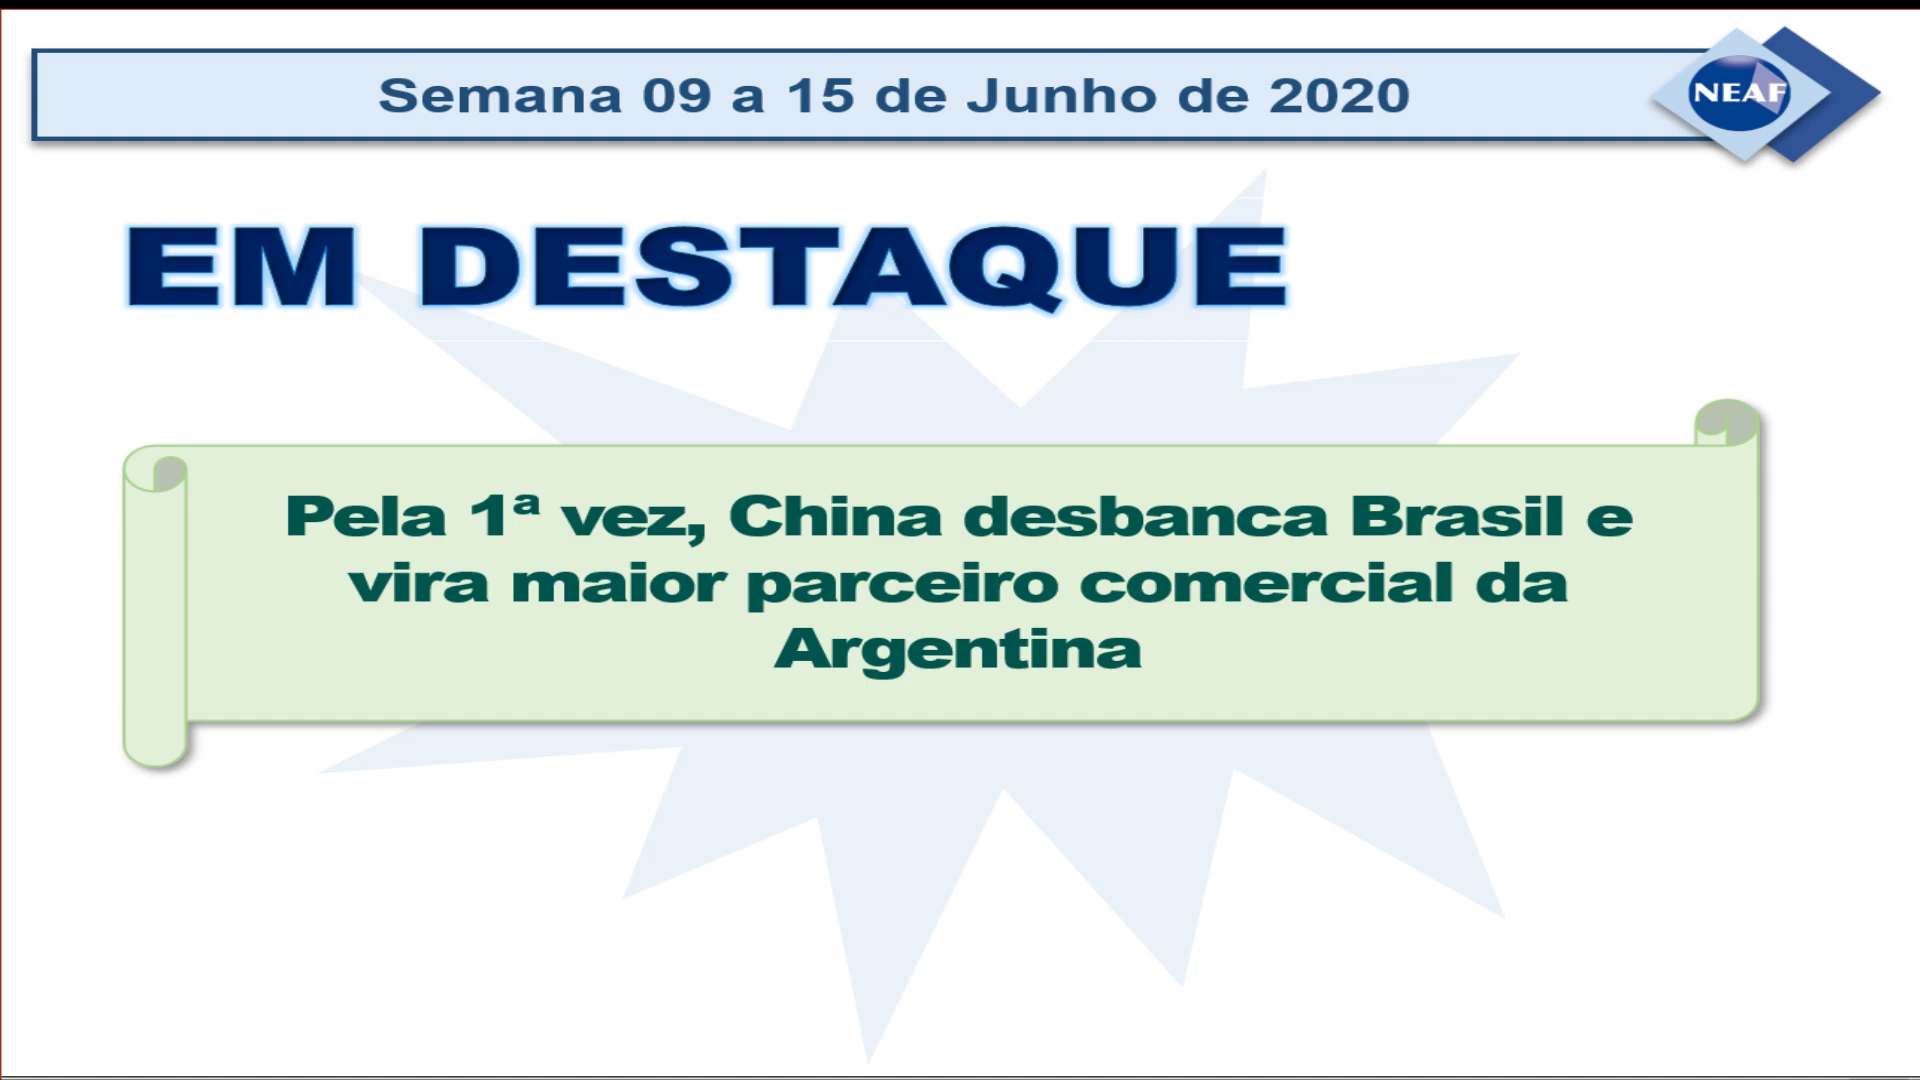 Semana 09 a 15 de Junho de 2020
NEAF
EM DESTAQUE
Pela 1ª vez, China desbanca Brasil e
vira maior parceiro comercial da
Argentina